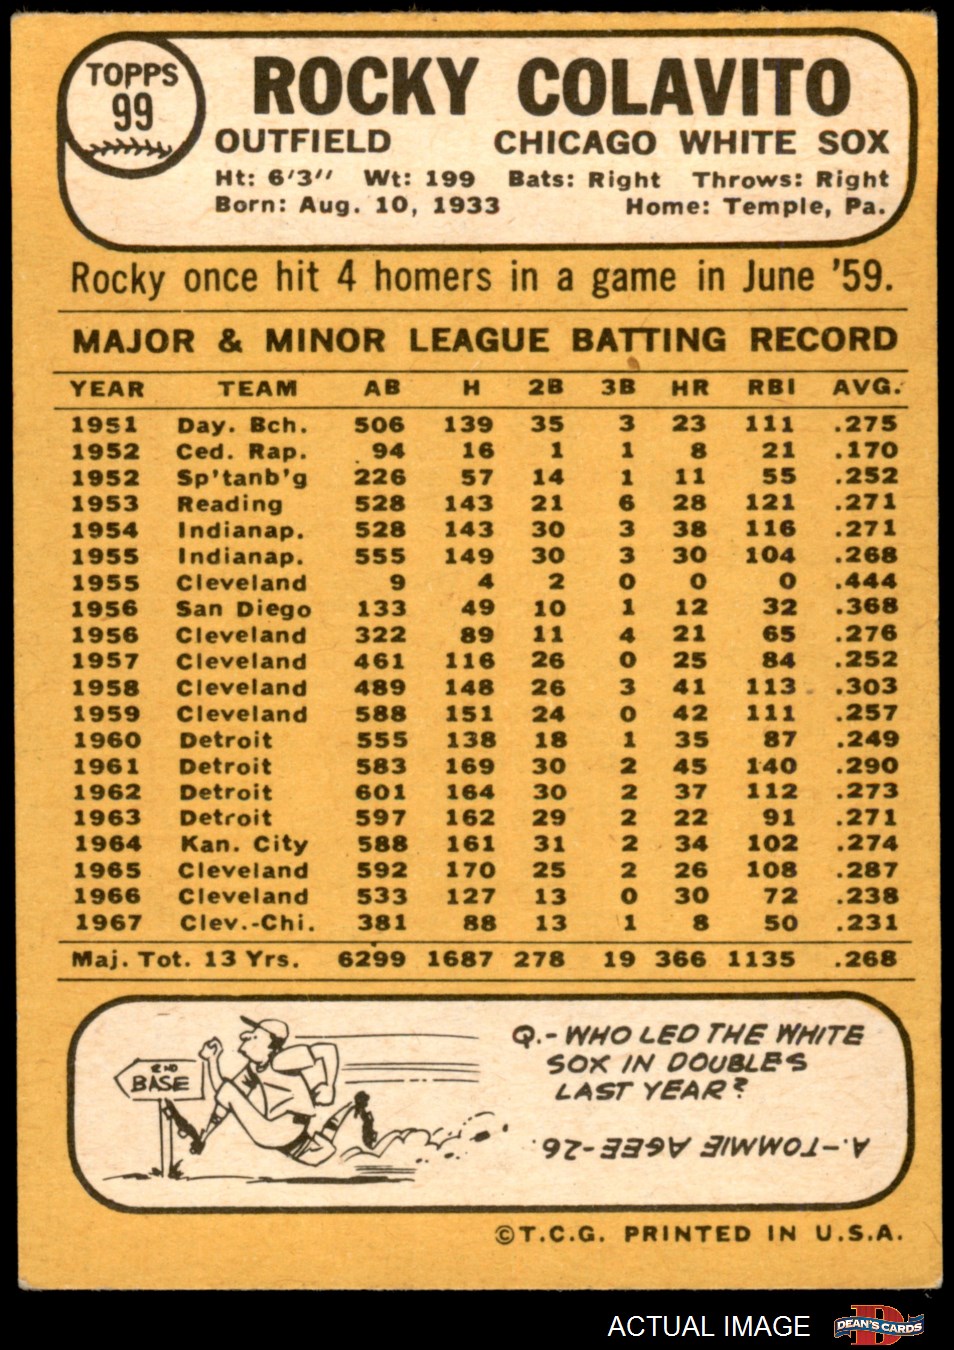 TOPPS
99
ROCKY COLAVITO
OUTFIELD CHICAGO WHITE SOX
Ht: 6'3" Wt: 199 Bats: Right Throws: Right
Born: Aug. 10, 1933 Home: Temple, Pa.
Rocky once hit 4 homers in a game in June '59.
MAJOR & MINOR LEAGUE BATTING RECORD
YEAR TEAM AB H 2B 3B HR RBI AVG.
1951 Day. Bch. 506 139 35 3 23 111 .275
1952 Ced. Rap. 94 16 1 1 8 21 .170
1952 Sp'tanb'g 226 57 14 1 11 55 .252
1953 Reading 528 143 21 6 28 121 .271
1954 Indianap. 528 143 30 3 38 116 .271
1955 Indianap. 555 149 30 3 30 104 .268
1955 Cleveland 9 4 2 0 0 0 .444
1956 San Diego 133 49 10 1 12 32 .368
1956 Cleveland 322 89 11 4 21 65 .276
1957 Cleveland 461 116 26 0 25 84 .252
1958 Cleveland 489 148 26 3 41 113 .303
1959 Cleveland 588 151 24 0 42 111 .257
1960 Detroit 555 138 18 1 35 87 .249
1961 Detroit 583 169 30 2 45 140 .290
1962 Detroit 601 164 30 2 37 112 .273
1963 Detroit 597 162 29 2 22 91 .271
1964 Kan. City 588 161 31 2 34 102 .274
1965 Cleveland 592 170 25 2 26 108 .287
1966 Cleveland 533 127 13 0 30 72 .238
1967 Clev.-Chi. 381 88 13 1 8 50 .231
Maj. Tot. 13 Yrs. 6299 1687 278 19 366 1135 .268
2ND
BASE
Q.- WHO LED THE WHITE
SOX IN DOUBLES
LAST YEAR?
A.-TOMMIE AGEE-26.
©T.C.G. PRINTED IN U.S.A.
ACTUAL IMAGE
D
DEAN'S CARDS